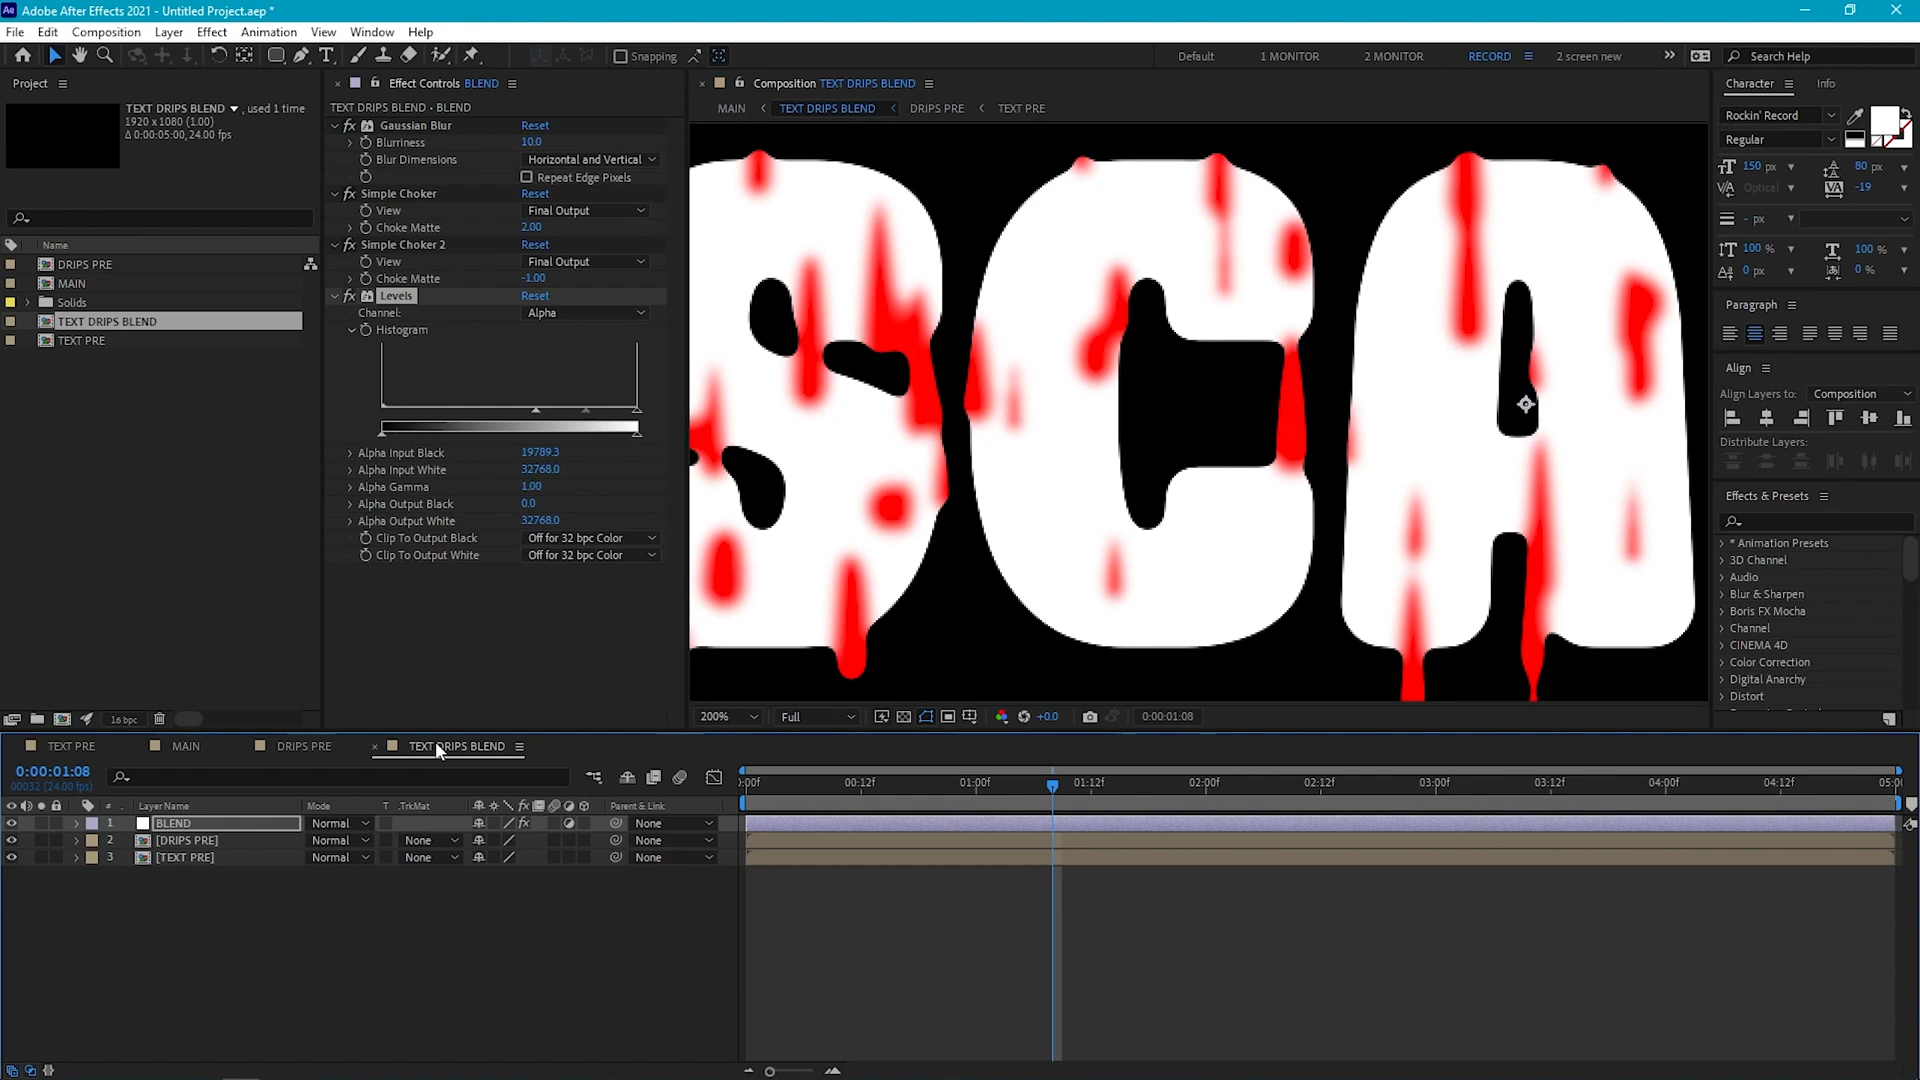 Adobe After Effects 2021 - Untitled Project.aep *
File Edit Composition Layer Effect Animation View Window Help
Snapping
Default 1 MONITOR 2 MONITOR RECORD 2 screen new
Search Help
Project
TEXT DRIPS BLEND , used 1 time
1920 x 1080 (1.00)
Δ 0:00:05:00, 24.00 fps)
Name
DRIPS PRE
MAIN
Solids
TEXT DRIPS BLEND
TEXT PRE
16 bpc
Effect Controls BLEND
TEXT DRIPS BLEND • BLEND
fx Gaussian Blur Reset
Blurriness 10.0
Blur Dimensions Horizontal and Vertical
Repeat Edge Pixels
fx Simple Choker Reset
View Final Output
Choke Matte 2.00
fx Simple Choker 2 Reset
View Final Output
Choke Matte -1.00
fx Levels Reset
Channel: Alpha
Histogram
Alpha Input Black 19789.3
Alpha Input White 32768.0
Alpha Gamma 1.00
Alpha Output Black 0.0
Alpha Output White 32768.0
Clip To Output Black Off for 32 bpc Color
Clip To Output White Off for 32 bpc Color
Composition TEXT DRIPS BLEND
MAIN TEXT DRIPS BLEND DRIPS PRE TEXT PRE
SCA
200% Full +0.0 0:00:01:08
Character Info
Rockin' Record
Regular
150 px 80 px
Optical -19
- px
100 % 100 %
0 px 0 %
Paragraph
Align
Align Layers to: Composition
Distribute Layers:
Effects & Presets
* Animation Presets
3D Channel
Audio
Blur & Sharpen
Boris FX Mocha
Channel
CINEMA 4D
Color Correction
Digital Anarchy
Distort
TEXT PRE MAIN DRIPS PRE TEXT DRIPS BLEND
0:00:01:08
00032 (24.00 fps)
:00f 00:12f 01:00f 01:12f 02:00f 02:12f 03:00f 03:12f 04:00f 04:12f 05:00
# Layer Name Mode T .TrkMat Parent & Link
1 BLEND Normal fx None
2 [DRIPS PRE] Normal None None
3 [TEXT PRE] Normal None None